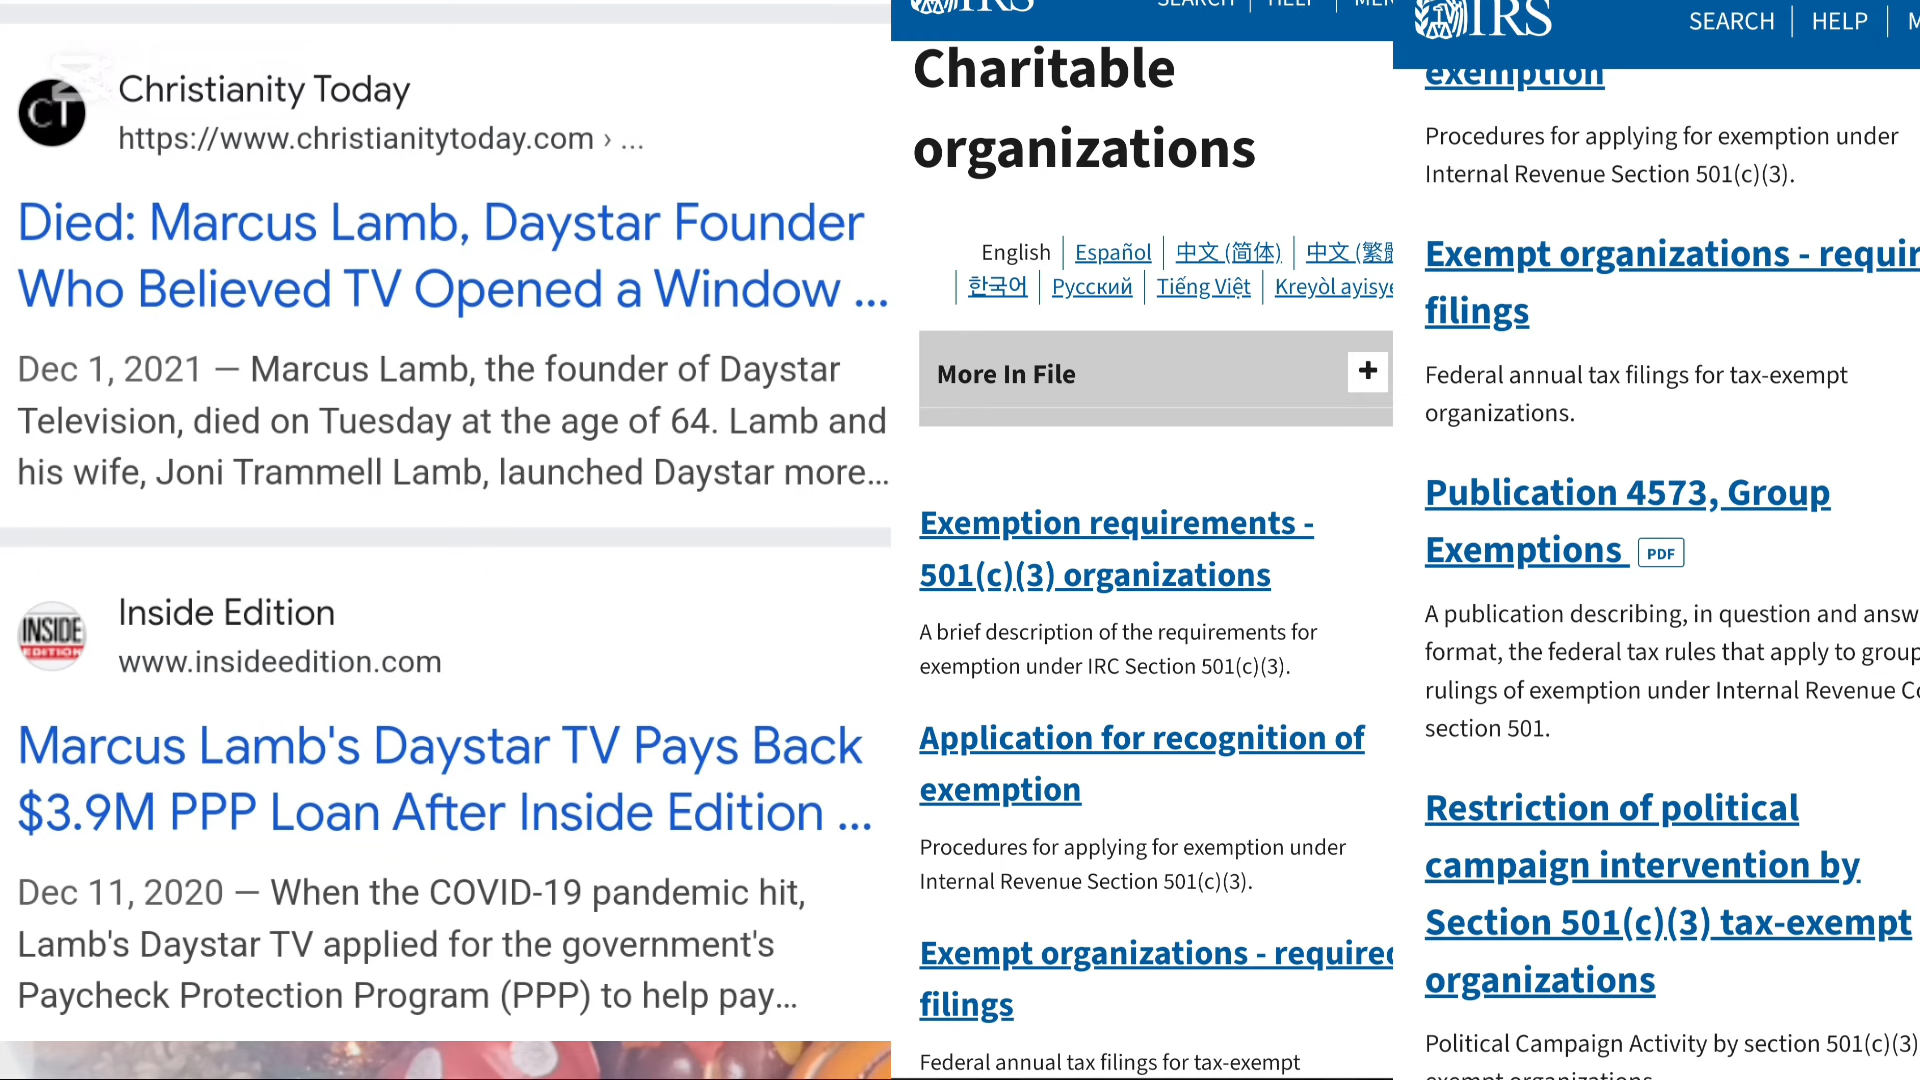 CT
Christianity Today
https://www.christianitytoday.com › ...
Died: Marcus Lamb, Daystar Founder
Who Believed TV Opened a Window ...
Dec 1, 2021 — Marcus Lamb, the founder of Daystar
Television, died on Tuesday at the age of 64. Lamb and
his wife, Joni Trammell Lamb, launched Daystar more...
INSIDE
EDITION
Inside Edition
www.insideedition.com
Marcus Lamb's Daystar TV Pays Back
$3.9M PPP Loan After Inside Edition ...
Dec 11, 2020 — When the COVID-19 pandemic hit,
Lamb's Daystar TV applied for the government's
Paycheck Protection Program (PPP) to help pay...
IRS
SEARCH | HELP |
Charitable
organizations
English | Español | 中文 (简体) | 中文 (繁體
| 한국어 | Русский | Tiếng Việt | Kreyòl ayisye
More In File +
Exemption requirements -
501(c)(3) organizations
A brief description of the requirements for
exemption under IRC Section 501(c)(3).
Application for recognition of
exemption
Procedures for applying for exemption under
Internal Revenue Section 501(c)(3).
Exempt organizations - required
filings
Federal annual tax filings for tax-exempt
IRS
SEARCH | HELP | M
exemption
Procedures for applying for exemption under
Internal Revenue Section 501(c)(3).
Exempt organizations - requir
filings
Federal annual tax filings for tax-exempt
organizations.
Publication 4573, Group
Exemptions PDF
A publication describing, in question and answ
format, the federal tax rules that apply to group
rulings of exemption under Internal Revenue Co
section 501.
Restriction of political
campaign intervention by
Section 501(c)(3) tax-exempt
organizations
Political Campaign Activity by section 501(c)(3)
exempt organizations